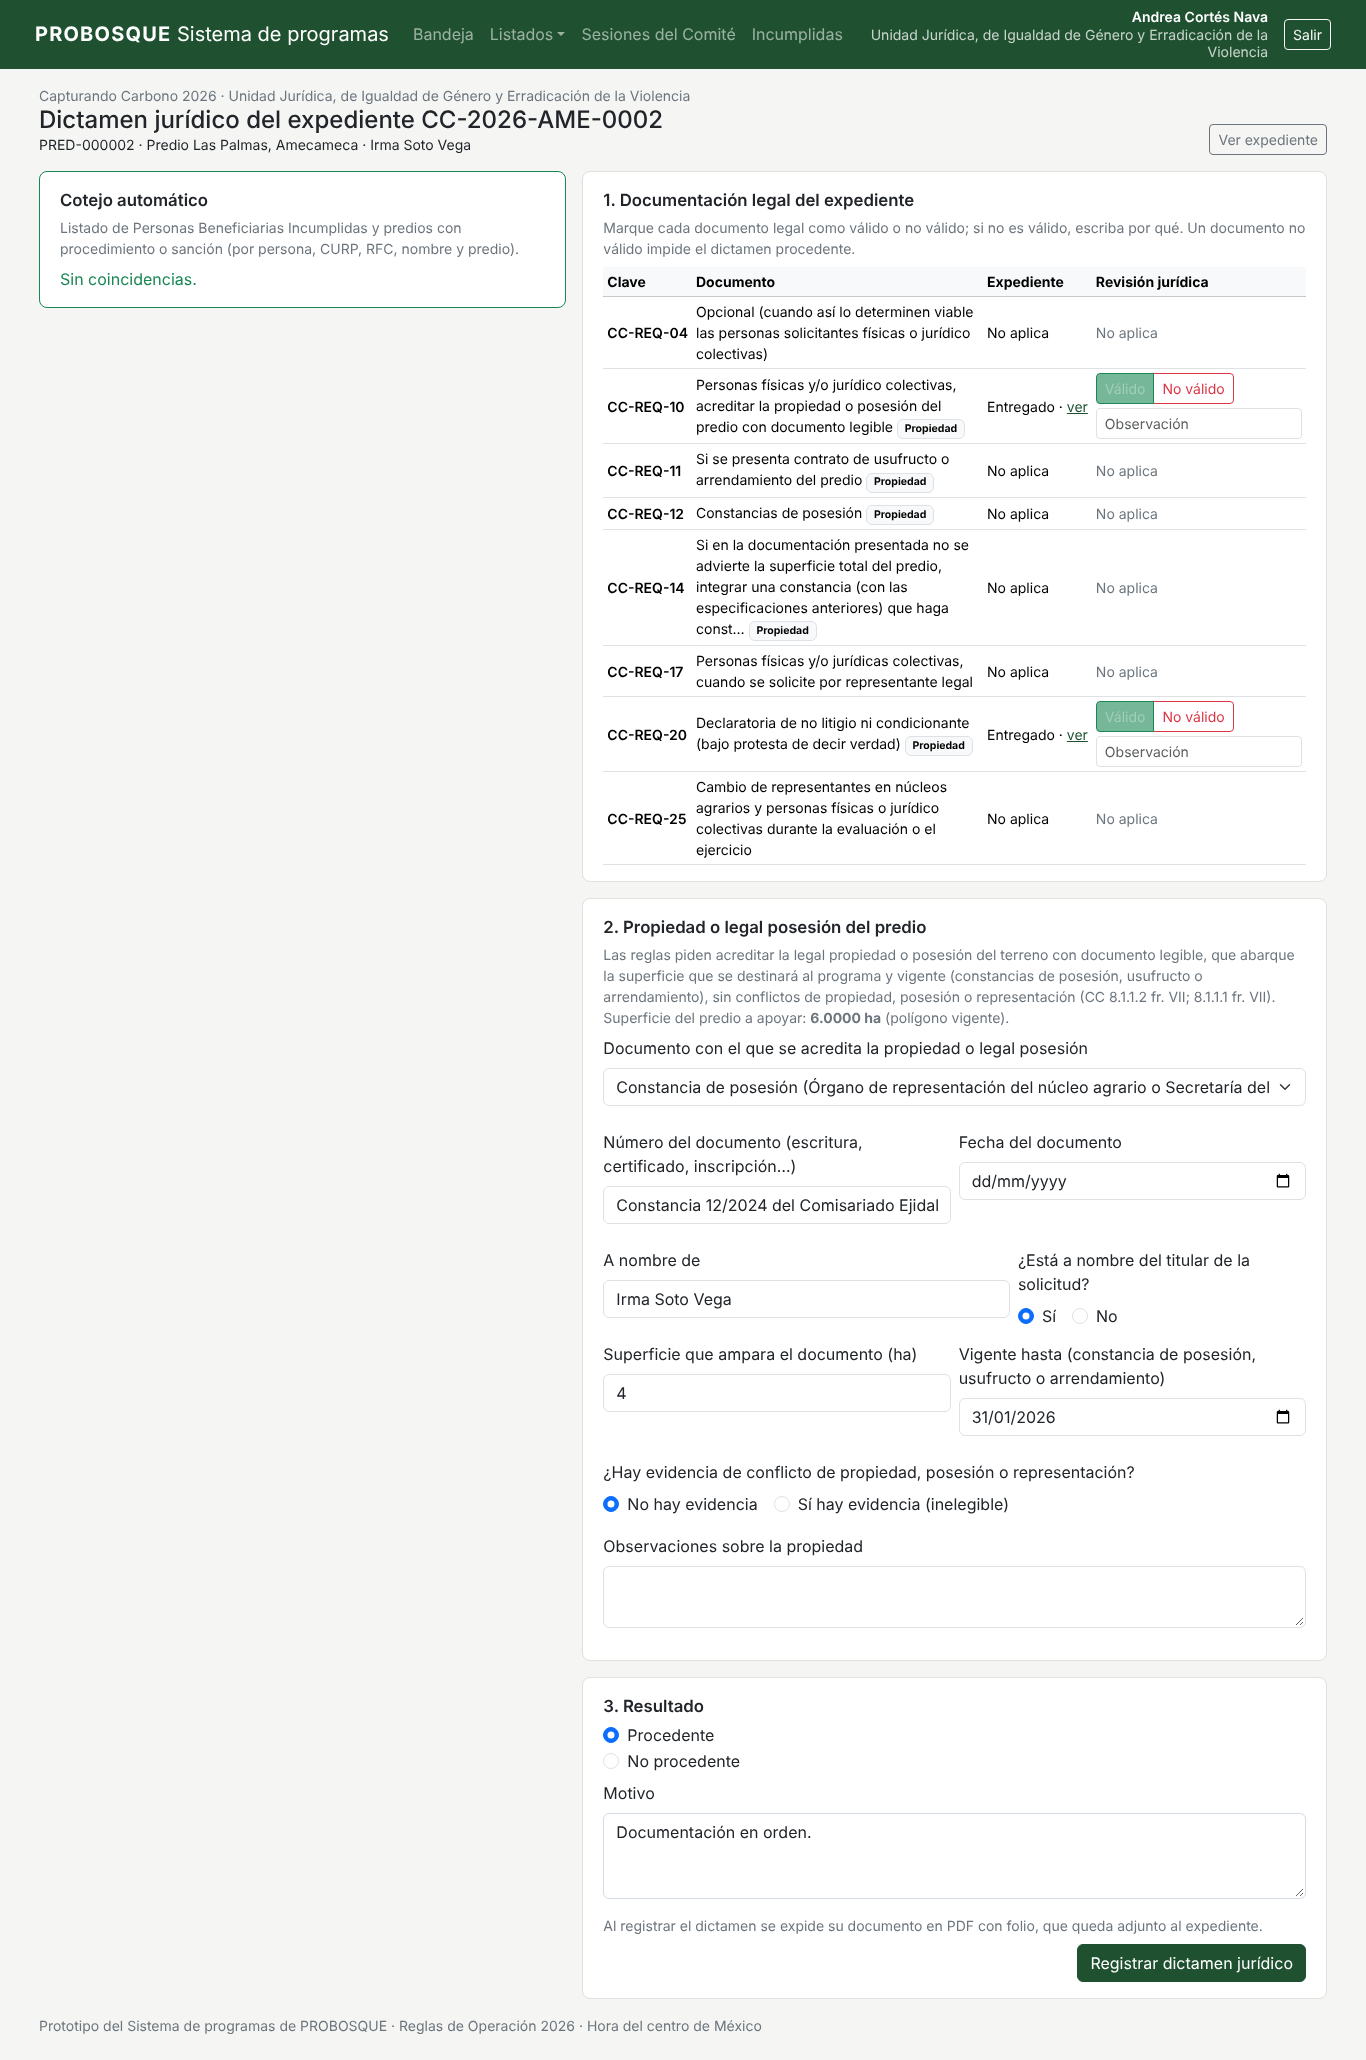 PROBOSQUE Sistema de programas
Bandeja
Listados
Sesiones del Comité
Incumplidas
Andrea Cortés Nava
Unidad Jurídica, de Igualdad de Género y Erradicación de la
Violencia
Salir
Capturando Carbono 2026 · Unidad Jurídica, de Igualdad de Género y Erradicación de la Violencia
Dictamen jurídico del expediente CC-2026-AME-0002
PRED-000002 · Predio Las Palmas, Amecameca · Irma Soto Vega
Ver expediente
Cotejo automático
Listado de Personas Beneficiarias Incumplidas y predios con
procedimiento o sanción (por persona, CURP, RFC, nombre y predio).
Sin coincidencias.
1. Documentación legal del expediente
Marque cada documento legal como válido o no válido; si no es válido, escriba por qué. Un documento no
válido impide el dictamen procedente.
Clave Documento Expediente Revisión jurídica
CC-REQ-04
Opcional (cuando así lo determinen viable
las personas solicitantes físicas o jurídico
colectivas)
No aplica
No aplica
CC-REQ-10
Personas físicas y/o jurídico colectivas,
acreditar la propiedad o posesión del
predio con documento legible Propiedad
Entregado · ver
Válido No válido
Observación
CC-REQ-11
Si se presenta contrato de usufructo o
arrendamiento del predio Propiedad
No aplica
No aplica
CC-REQ-12
Constancias de posesión Propiedad
No aplica
No aplica
CC-REQ-14
Si en la documentación presentada no se
advierte la superficie total del predio,
integrar una constancia (con las
especificaciones anteriores) que haga
const... Propiedad
No aplica
No aplica
CC-REQ-17
Personas físicas y/o jurídicas colectivas,
cuando se solicite por representante legal
No aplica
No aplica
CC-REQ-20
Declaratoria de no litigio ni condicionante
(bajo protesta de decir verdad) Propiedad
Entregado · ver
Válido No válido
Observación
CC-REQ-25
Cambio de representantes en núcleos
agrarios y personas físicas o jurídico
colectivas durante la evaluación o el
ejercicio
No aplica
No aplica
2. Propiedad o legal posesión del predio
Las reglas piden acreditar la legal propiedad o posesión del terreno con documento legible, que abarque
la superficie que se destinará al programa y vigente (constancias de posesión, usufructo o
arrendamiento), sin conflictos de propiedad, posesión o representación (CC 8.1.1.2 fr. VII; 8.1.1.1 fr. VII).
Superficie del predio a apoyar: 6.0000 ha (polígono vigente).
Documento con el que se acredita la propiedad o legal posesión
Constancia de posesión (Órgano de representación del núcleo agrario o Secretaría del
Número del documento (escritura,
certificado, inscripción...)
Constancia 12/2024 del Comisariado Ejidal
Fecha del documento
dd/mm/yyyy
A nombre de
Irma Soto Vega
¿Está a nombre del titular de la
solicitud?
Sí No
Superficie que ampara el documento (ha)
4
Vigente hasta (constancia de posesión,
usufructo o arrendamiento)
31/01/2026
¿Hay evidencia de conflicto de propiedad, posesión o representación?
No hay evidencia Sí hay evidencia (inelegible)
Observaciones sobre la propiedad
3. Resultado
Procedente
No procedente
Motivo
Documentación en orden.
Al registrar el dictamen se expide su documento en PDF con folio, que queda adjunto al expediente.
Registrar dictamen jurídico
Prototipo del Sistema de programas de PROBOSQUE · Reglas de Operación 2026 · Hora del centro de México